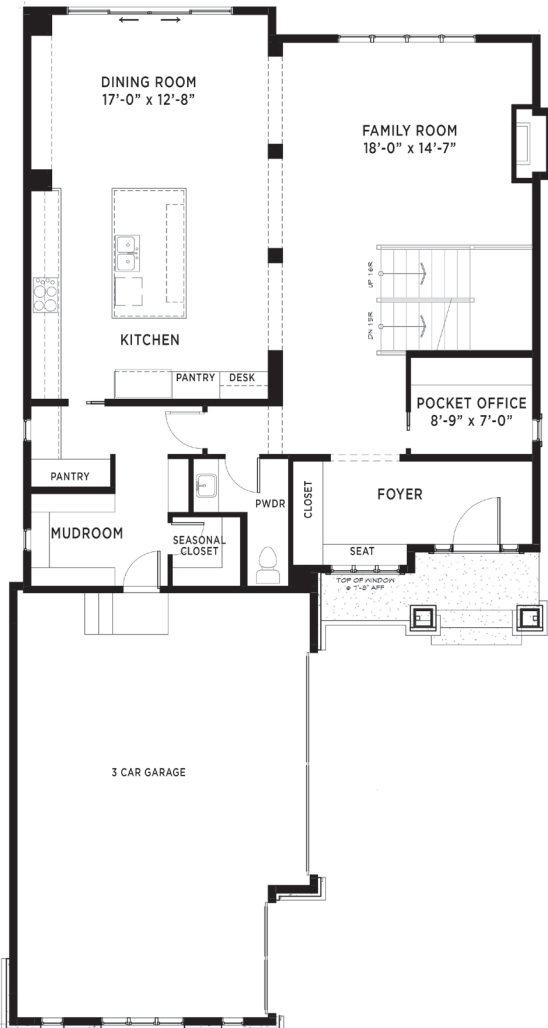 DINING ROOM
17'-0” x 12'-8”
FAMILY ROOM
18'-0” x 14'-7”
UP 16R
DN 15R
KITCHEN
PANTRY
DESK
POCKET OFFICE
8'-9” x 7'-0”
PANTRY
CLOSET
FOYER
PWDR
MUDROOM
SEASONAL
CLOSET
SEAT
TOP OF WINDOW
@ 7'-8" AFF
3 CAR GARAGE